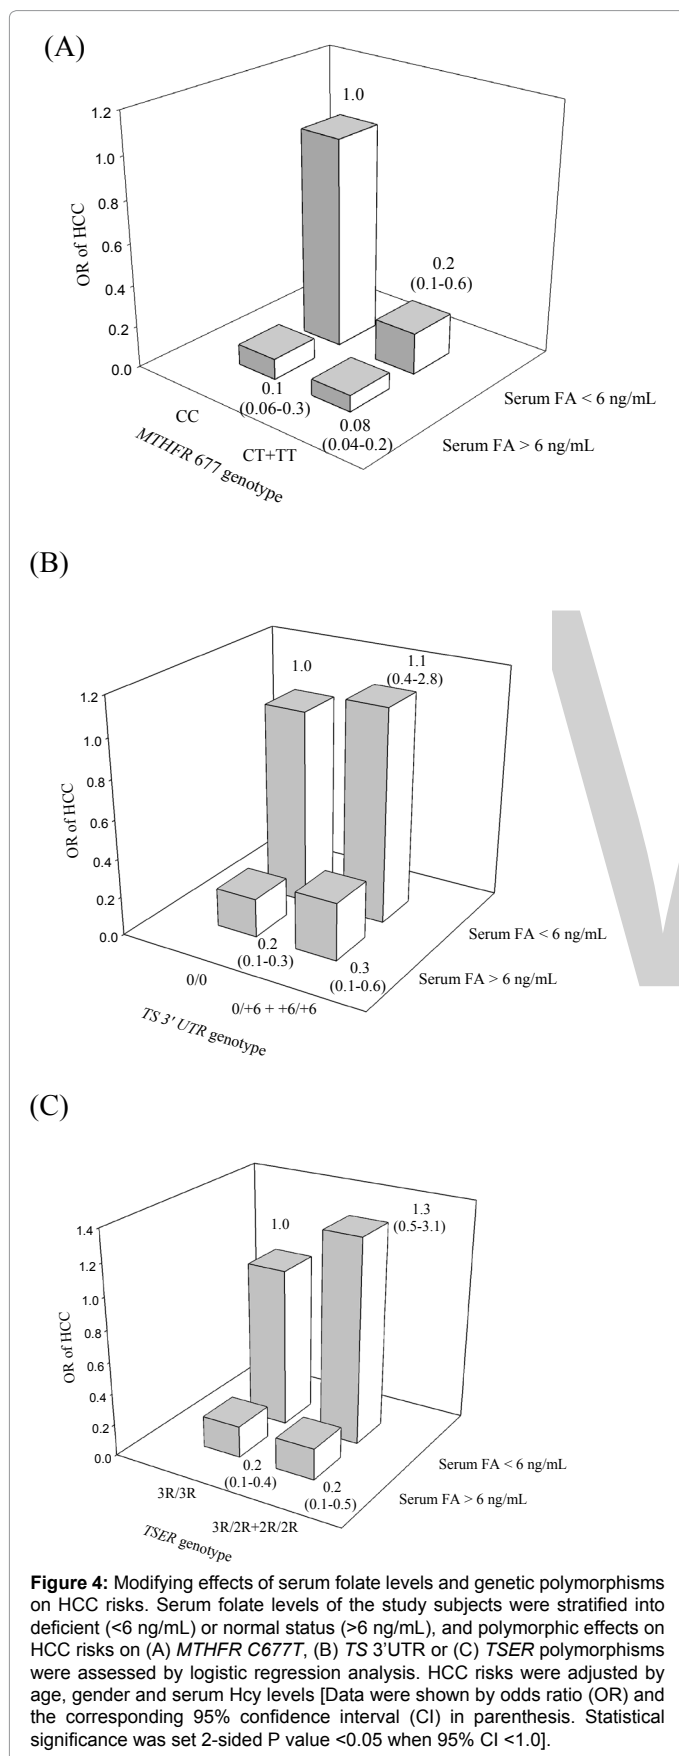 (A)
1.0
1.2
1.0
0.8
0.6
0.4
0.2
0.0
OR of HCC
0.2
(0.1-0.6)
0.1
(0.06-0.3)
0.08
(0.04-0.2)
CC
CT+TT
MTHFR 677 genotype
Serum FA < 6 ng/mL
Serum FA > 6 ng/mL
(B)
1.0
1.1
(0.4-2.8)
1.2
1.0
0.8
0.6
0.4
0.2
0.0
OR of HCC
0.2
(0.1-0.3)
0.3
(0.1-0.6)
0/0
0/+6 + +6/+6
TS 3' UTR genotype
Serum FA < 6 ng/mL
Serum FA > 6 ng/mL
(C)
1.0
1.3
(0.5-3.1)
1.4
1.2
1.0
0.8
0.6
0.4
0.2
0.0
OR of HCC
0.2
(0.1-0.4)
0.2
(0.1-0.5)
3R/3R
3R/2R+2R/2R
TSER genotype
Serum FA < 6 ng/mL
Serum FA > 6 ng/mL
Figure 4: Modifying effects of serum folate levels and genetic polymorphisms
on HCC risks. Serum folate levels of the study subjects were stratified into
deficient (<6 ng/mL) or normal status (>6 ng/mL), and polymorphic effects on
HCC risks on (A) MTHFR C677T, (B) TS 3’UTR or (C) TSER polymorphisms
were assessed by logistic regression analysis. HCC risks were adjusted by
age, gender and serum Hcy levels [Data were shown by odds ratio (OR) and
the corresponding 95% confidence interval (CI) in parenthesis. Statistical
significance was set 2-sided P value <0.05 when 95% CI <1.0].